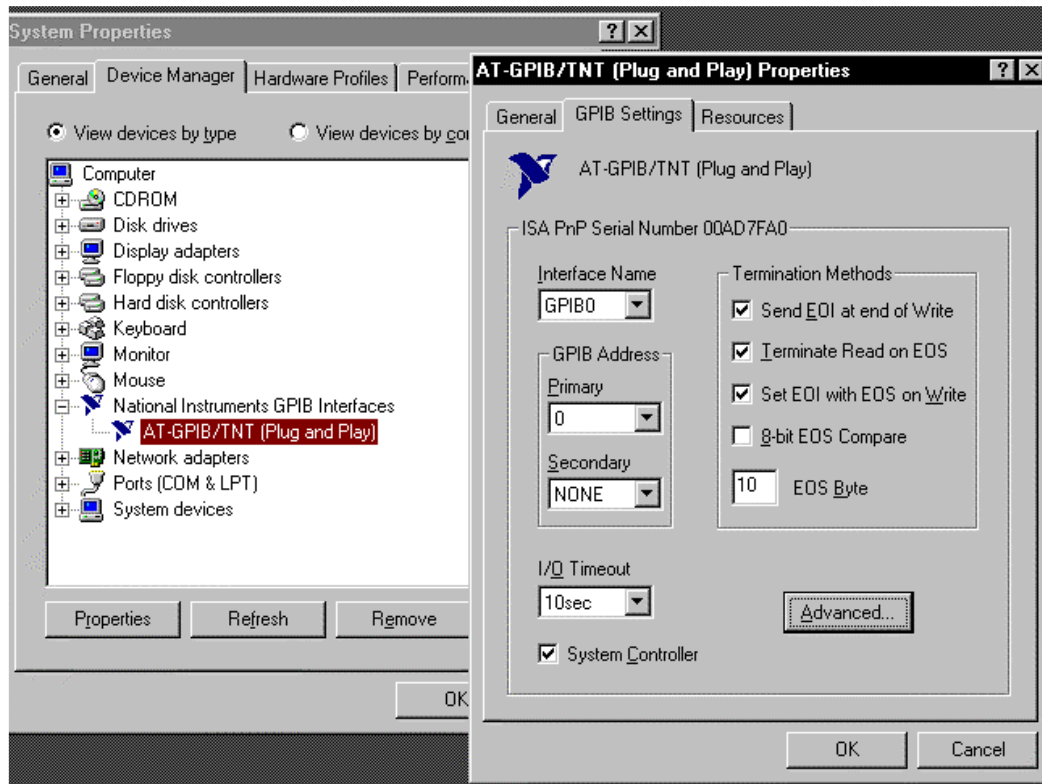 System Properties
General
Device Manager
Hardware Profiles
View devices by type
Computer
CDROM
Disk drives
Display adapters
Floppy disk controllers
Hard disk controllers
Keyboard
Monitor
Mouse
National Instruments GPIB Interfaces
AT-GPIB/TNT (Plug and Play)
Network adapters
Ports (COM & LPT)
System devices
Properties
Refresh
Remove
OK
AT-GPIB/TNT (Plug and Play) Properties
General
GPIB Settings
Resources
AT-GPIB/TNT (Plug and Play)
ISA PnP Serial Number 00AD7FA0
Interface Name
GPIB0
GPIB Address
Primary
0
Secondary
NONE
I/O Timeout
10sec
System Controller
Termination Methods
Send EOI at end of Write
Terminate Read on EOS
Set EOI with EOS on Write
8-bit EOS Compare
10 EOS Byte
Advanced...
OK
Cancel